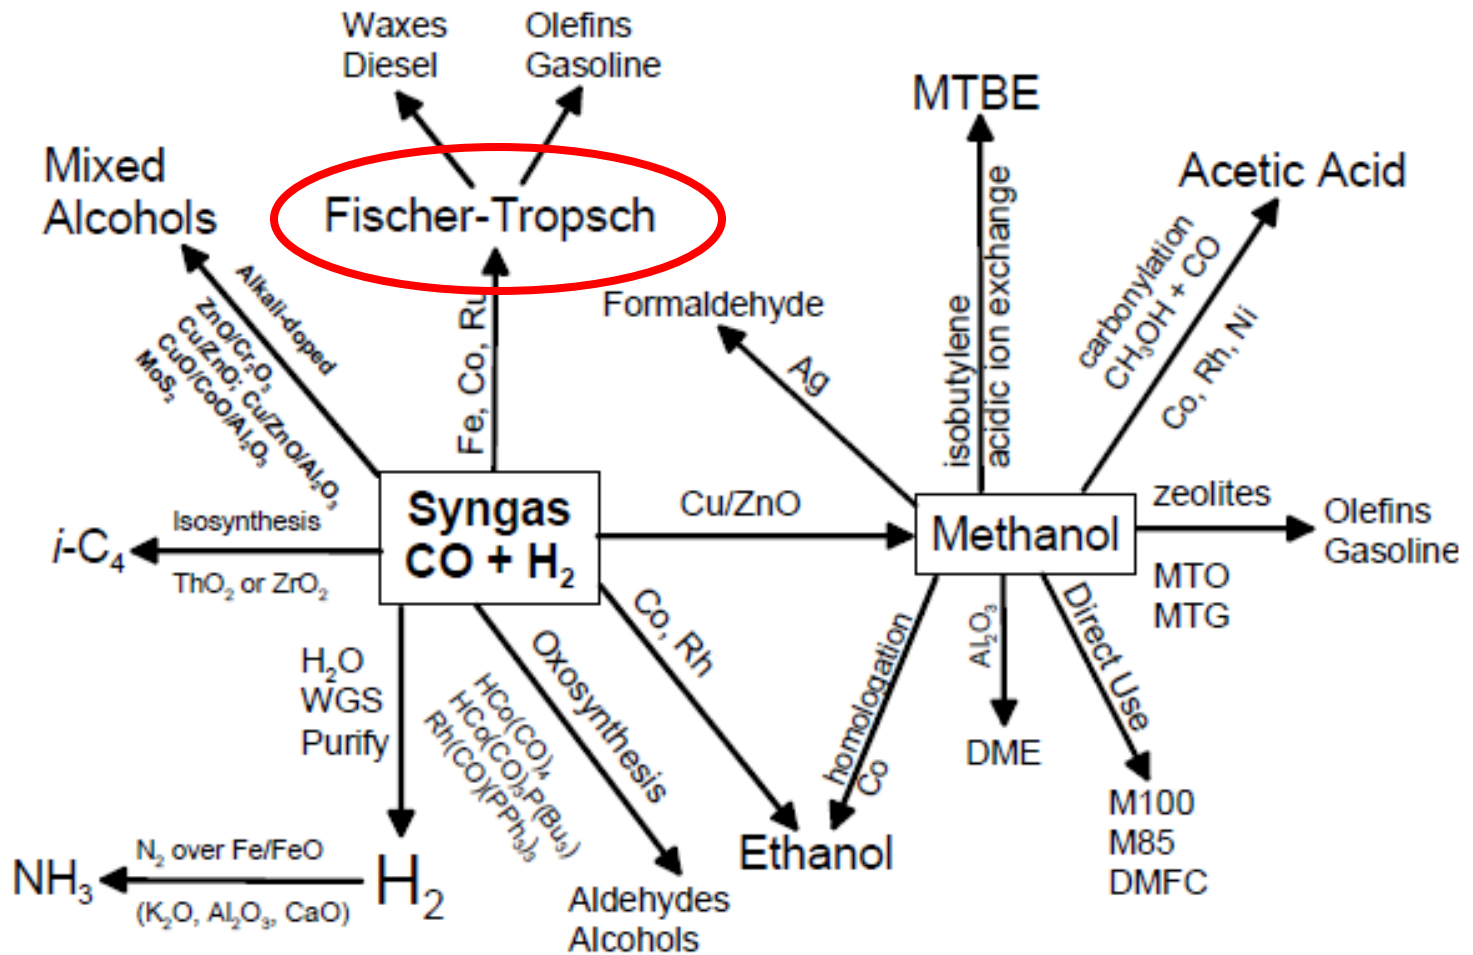 Waxes
Diesel
Olefins
Gasoline
MTBE
Mixed
Alcohols
Fischer-Tropsch
Acetic Acid
Alkali-doped
ZnO/Cr₂O₃
Cu/ZnO; Cu/ZnO/Al₂O₃
CuO/CoO/Al₂O₃
MoS₂
Fe, Co, Ru
Formaldehyde
Ag
isobutylene
acidic ion exchange
carbonylation
CH₃OH + CO
Co, Rh, Ni
Syngas
CO + H₂
Cu/ZnO
Methanol
zeolites
Olefins
Gasoline
MTO
MTG
Isosynthesis
i-C₄
ThO₂ or ZrO₂
H₂O
WGS
Purify
Oxosynthesis
HCo(CO)₄
HCo(CO)₃P(Bu₃)
Rh(CO)(PPh₃)₃
Co, Rh
homologation
Co
Al₂O₃
DME
Direct Use
M100
M85
DMFC
Ethanol
Aldehydes
Alcohols
N₂ over Fe/FeO
NH₃
H₂
(K₂O, Al₂O₃, CaO)